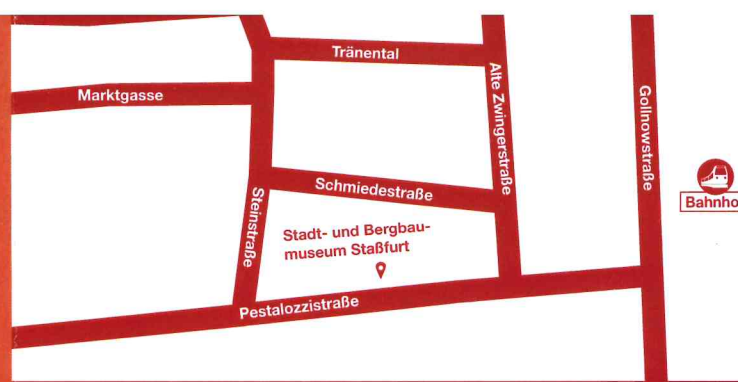 Tränental
Marktgasse
Alte Zwingerstraße
Gollnowstraße
Schmiedestraße
Steinstraße
Stadt- und Bergbau-
museum Staßfurt
Bahnho
Pestalozzistraße